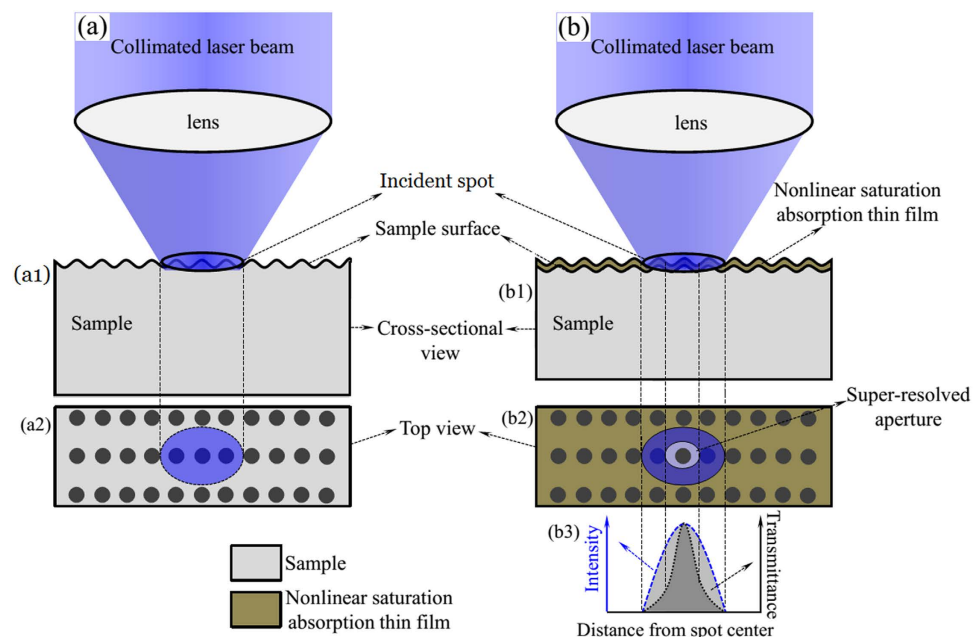 (a)
Collimated laser beam
lens
(b)
Collimated laser beam
lens
Incident spot
Sample surface
Nonlinear saturation
absorption thin film
(a1)
Sample
(b1)
Sample
Cross-sectional
view
(a2)
Top view
(b2)
Super-resolved
aperture
(b3)
Intensity
Transmittance
Distance from spot center
Sample
Nonlinear saturation
absorption thin film